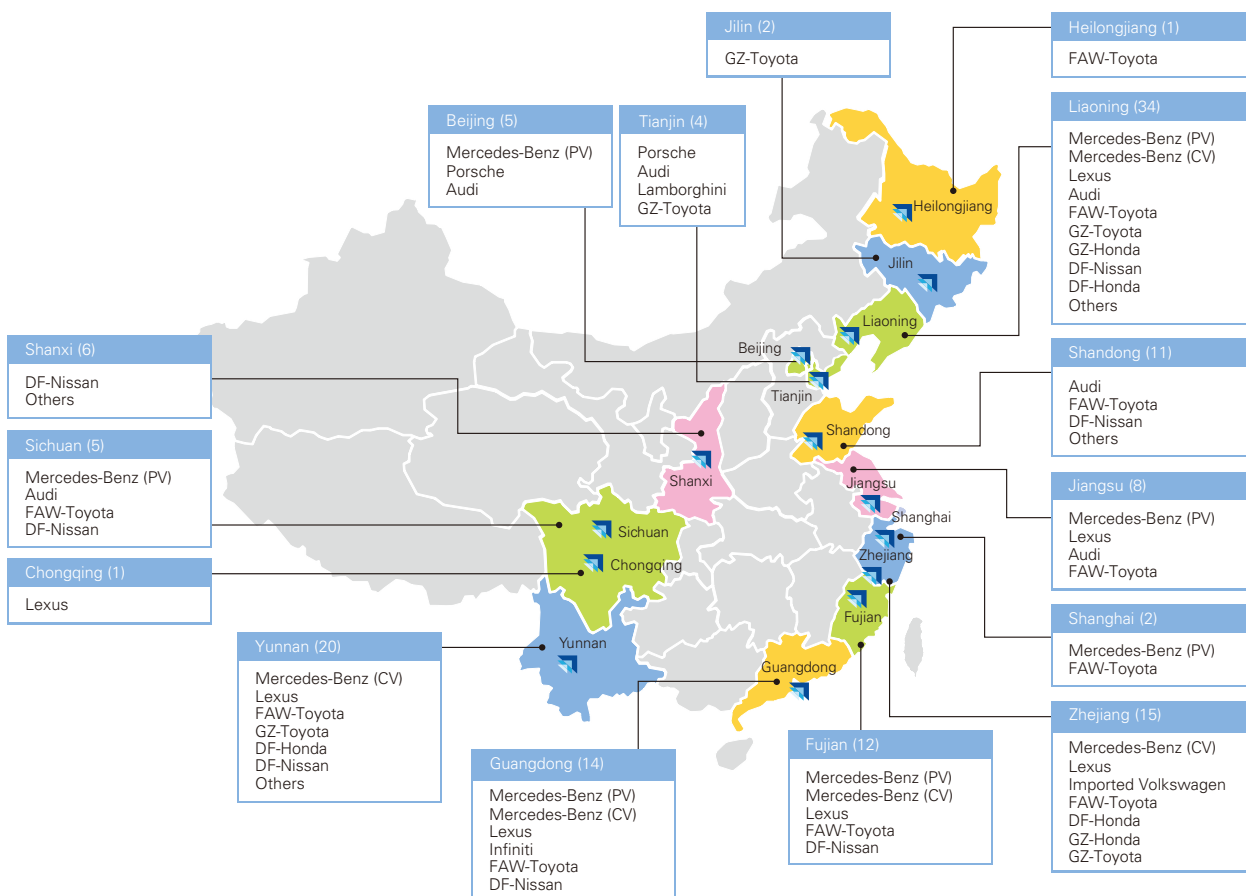 Jilin (2)
GZ-Toyota
Heilongjiang (1)
FAW-Toyota
Beijing (5)
Mercedes-Benz (PV)
Porsche
Audi
Tianjin (4)
Porsche
Audi
Lamborghini
GZ-Toyota
Liaoning (34)
Mercedes-Benz (PV)
Mercedes-Benz (CV)
Lexus
Audi
FAW-Toyota
GZ-Toyota
GZ-Honda
DF-Nissan
DF-Honda
Others
Shanxi (6)
DF-Nissan
Others
Shandong (11)
Audi
FAW-Toyota
DF-Nissan
Others
Sichuan (5)
Mercedes-Benz (PV)
Audi
FAW-Toyota
DF-Nissan
Jiangsu (8)
Mercedes-Benz (PV)
Lexus
Audi
FAW-Toyota
Chongqing (1)
Lexus
Shanghai (2)
Mercedes-Benz (PV)
FAW-Toyota
Yunnan (20)
Mercedes-Benz (CV)
Lexus
FAW-Toyota
GZ-Toyota
DF-Honda
DF-Nissan
Others
Guangdong (14)
Mercedes-Benz (PV)
Mercedes-Benz (CV)
Lexus
Infiniti
FAW-Toyota
DF-Nissan
Fujian (12)
Mercedes-Benz (PV)
Mercedes-Benz (CV)
Lexus
FAW-Toyota
DF-Nissan
Zhejiang (15)
Mercedes-Benz (CV)
Lexus
Imported Volkswagen
FAW-Toyota
DF-Honda
GZ-Honda
GZ-Toyota
Heilongjiang
Jilin
Liaoning
Beijing
Tianjin
Shandong
Shanxi
Jiangsu
Shanghai
Sichuan
Zhejiang
Chongqing
Fujian
Yunnan
Guangdong